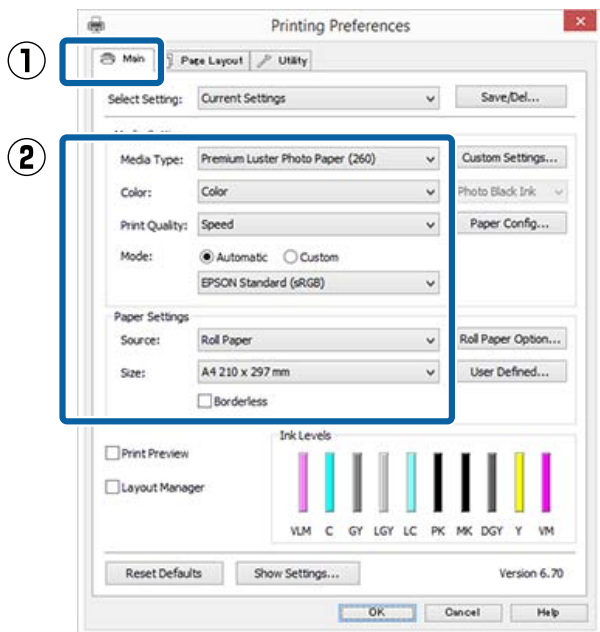 Printing Preferences
①
Main Page Layout Utility
Select Setting: Current Settings Save/Del...
②
Media Type: Premium Luster Photo Paper (260) Custom Settings...
Color: Color Photo Black Ink
Print Quality: Speed Paper Config...
Mode: Automatic Custom
EPSON Standard (sRGB)
Paper Settings
Source: Roll Paper Roll Paper Option...
Size: A4 210 x 297 mm User Defined...
Borderless
Ink Levels
Print Preview
Layout Manager
VLM C GY LGY LC PK MK DGY Y VM
Reset Defaults Show Settings... Version 6.70
OK Cancel Help